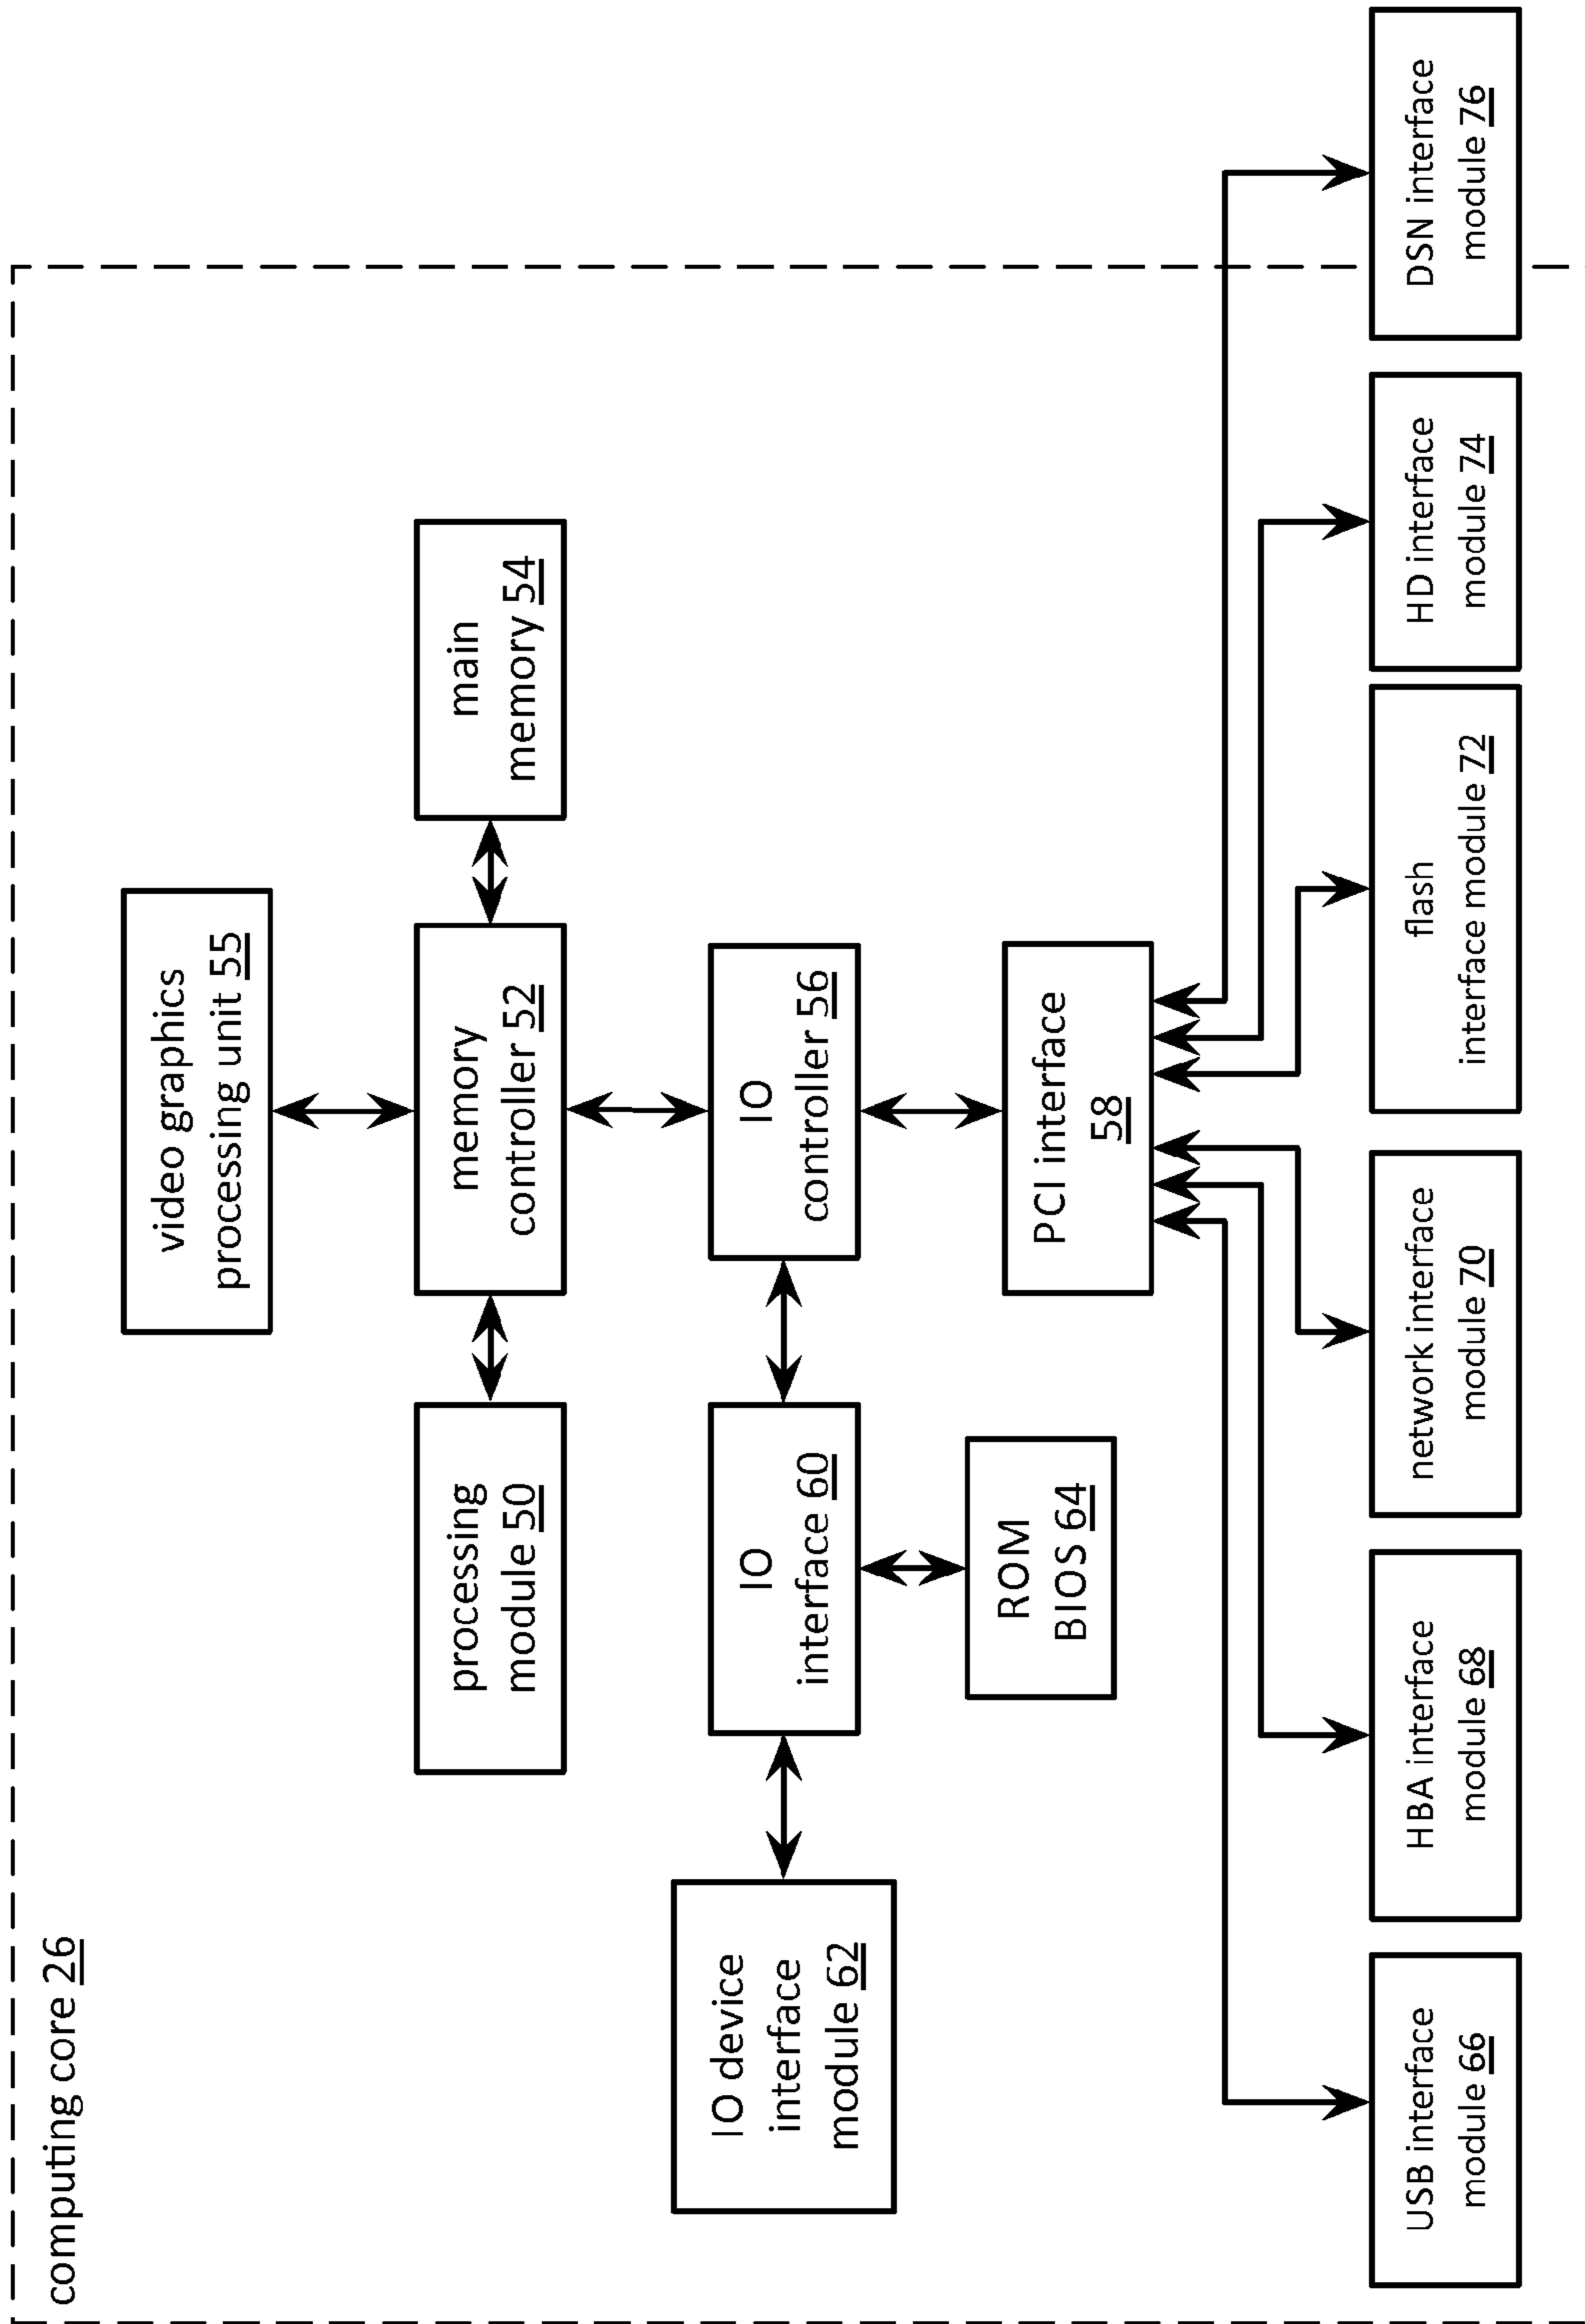 computing core 26
video graphics
processing unit 55
processing
module 50
memory
controller 52
main
memory 54
IO device
interface
module 62
IO
interface 60
IO
controller 56
ROM
BIOS 64
PCI interface
58
USB interface
module 66
HBA interface
module 68
network interface
module 70
flash
interface module 72
HD interface
module 74
DSN interface
module 76